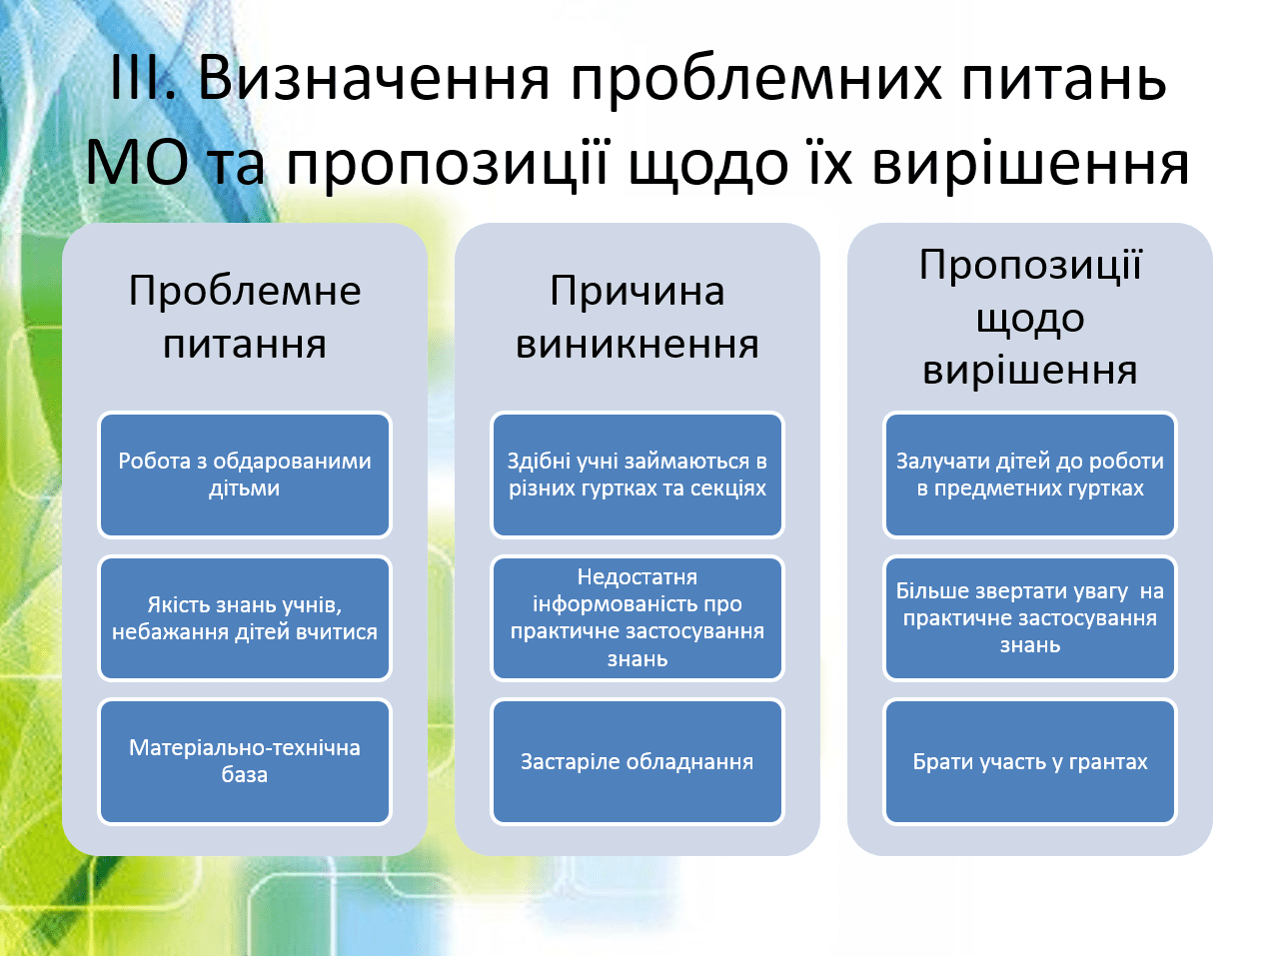 III. Визначення проблемних питань
МО та пропозиції щодо їх вирішення
Проблемне
питання
Робота з обдарованими
дітьми
Якість знань учнів,
небажання дітей вчитися
Матеріально-технічна
база
Причина
виникнення
Здібні учні займаються в
різних гуртках та секціях
Недостатня
інформованість про
практичне застосування
знань
Застаріле обладнання
Пропозиції
щодо
вирішення
Залучати дітей до роботи
в предметних гуртках
Більше звертати увагу  на
практичне застосування
знань
Брати участь у грантах